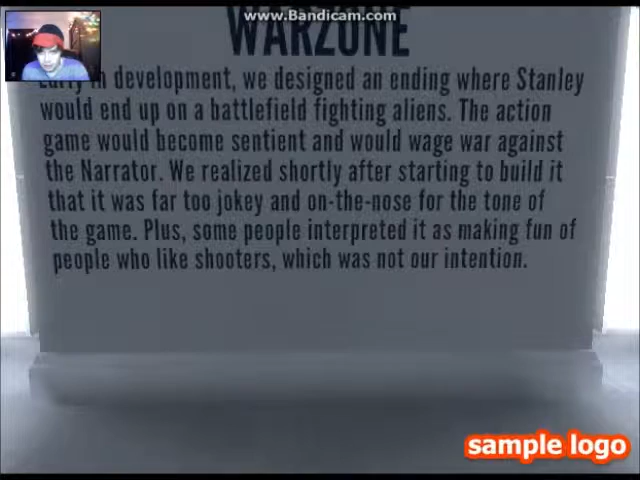 www.Bandicam.com
WARZONE
Early in development, we designed an ending where Stanley
would end up on a battlefield fighting aliens. The action
game would become sentient and would wage war against
the Narrator. We realized shortly after starting to build it
that it was far too jokey and on-the-nose for the tone of
the game. Plus, some people interpreted it as making fun of
people who like shooters, which was not our intention.
sample logo